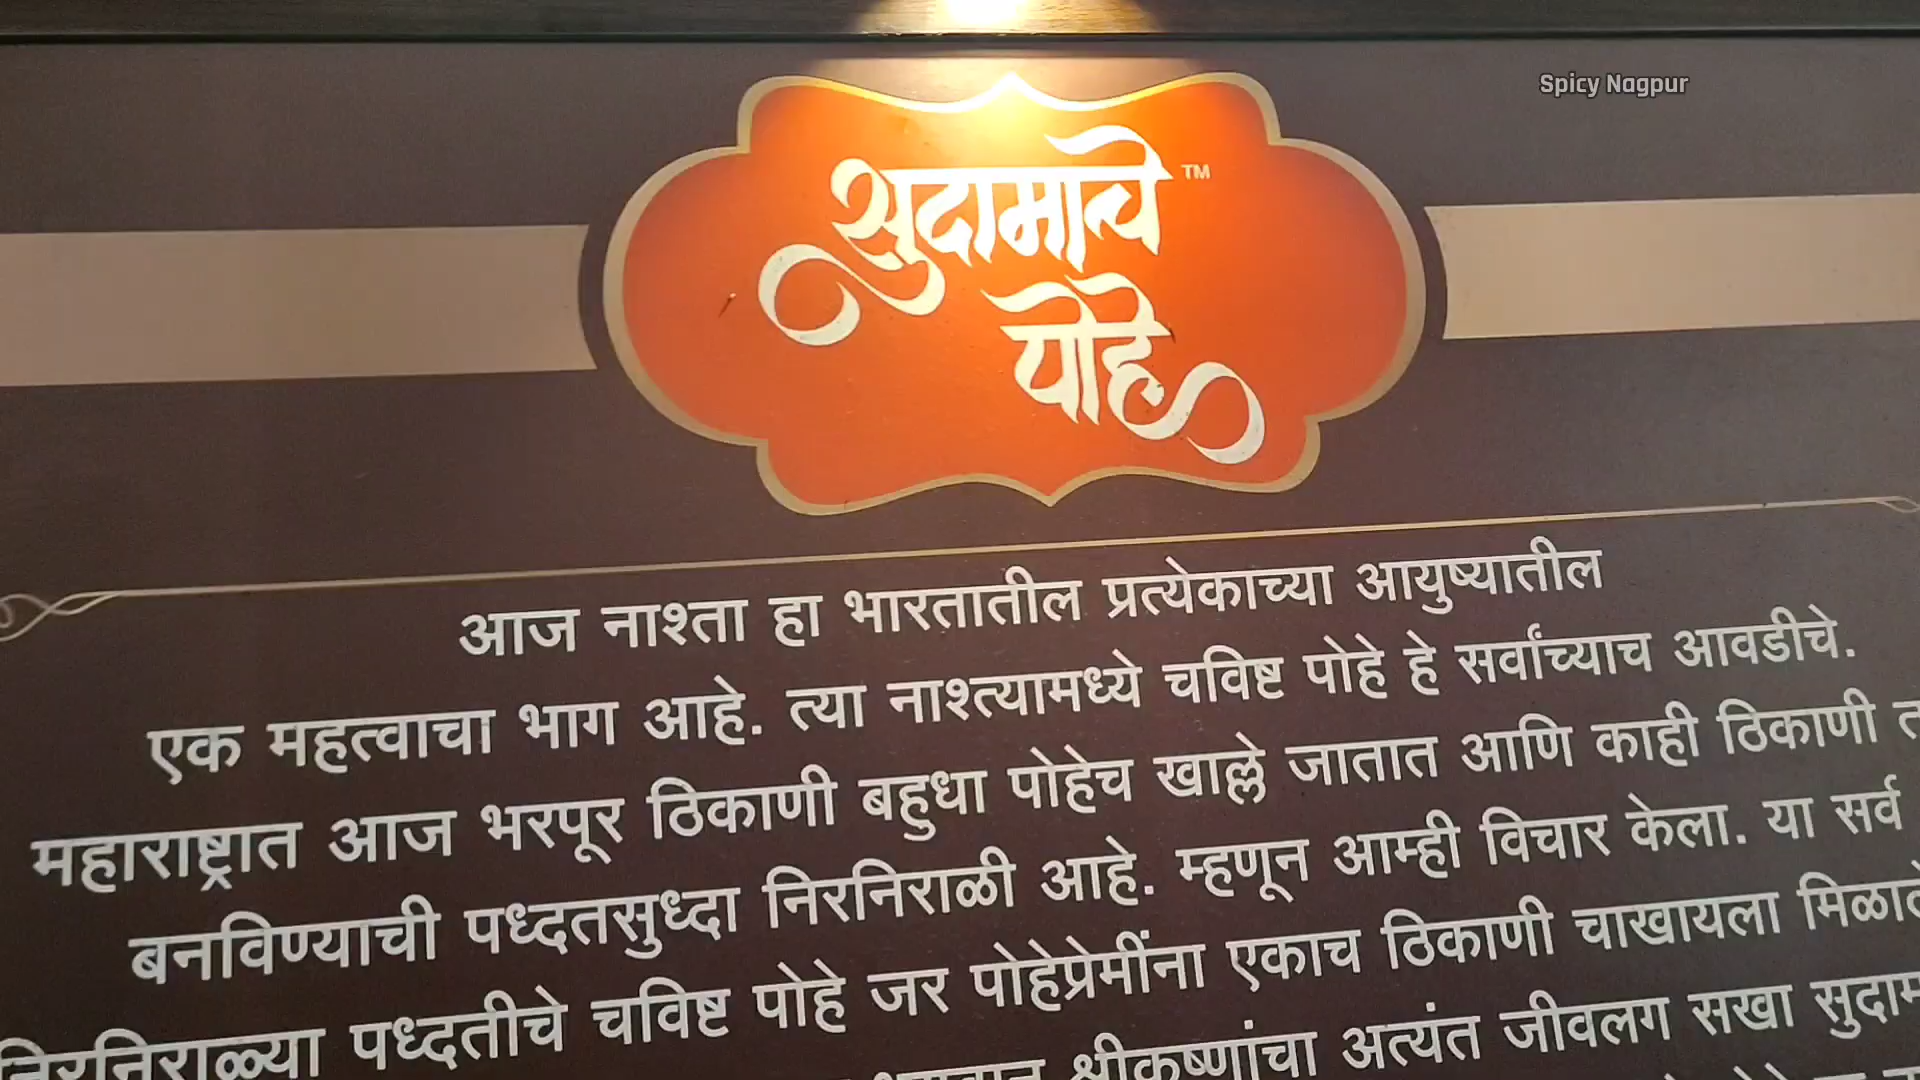 Spicy Nagpur
सुदामाचे TM
पोहे
आज नाश्ता हा भारतातील प्रत्येकाच्या आयुष्यातील
एक महत्वाचा भाग आहे. त्या नाश्त्यामध्ये चविष्ट पोहे हे सर्वांच्याच आवडीचे.
महाराष्ट्रात आज भरपूर ठिकाणी बहुधा पोहेच खाल्ले जातात आणि काही ठिकाणी
बनविण्याची पध्दतसुध्दा निरनिराळी आहे. म्हणून आम्ही विचार केला. या सर्व
निरनिराळ्या पध्दतीचे चविष्ट पोहे जर पोहेप्रेमींना एकाच ठिकाणी चाखायला
श्रीकृष्णांचा अत्यंत जीवलग सखा